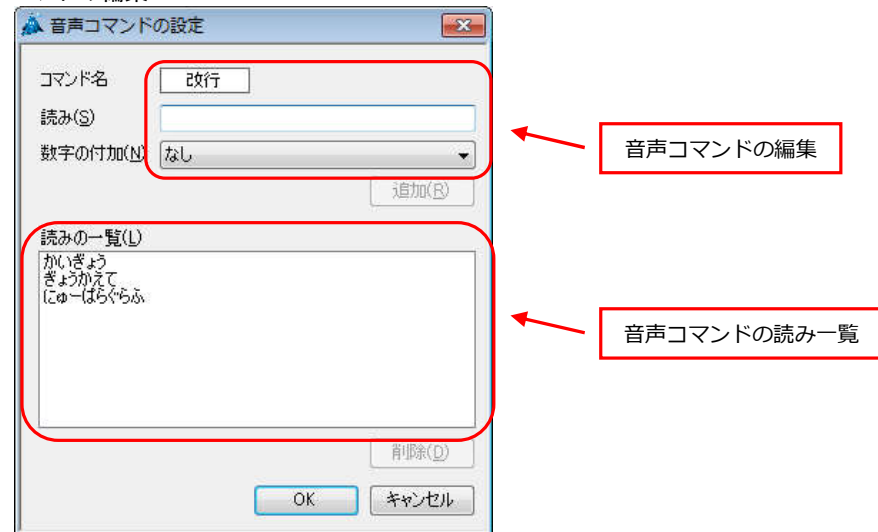 音声コマンドの設定
コマンド名
改行
読み(S)
数字の付加(N)
なし
追加(R)
音声コマンドの編集
読みの一覧(L)
かいぎょう
ぎょうかえて
にゅーぱらぐらふ
音声コマンドの読み一覧
削除(D)
OK
キャンセル